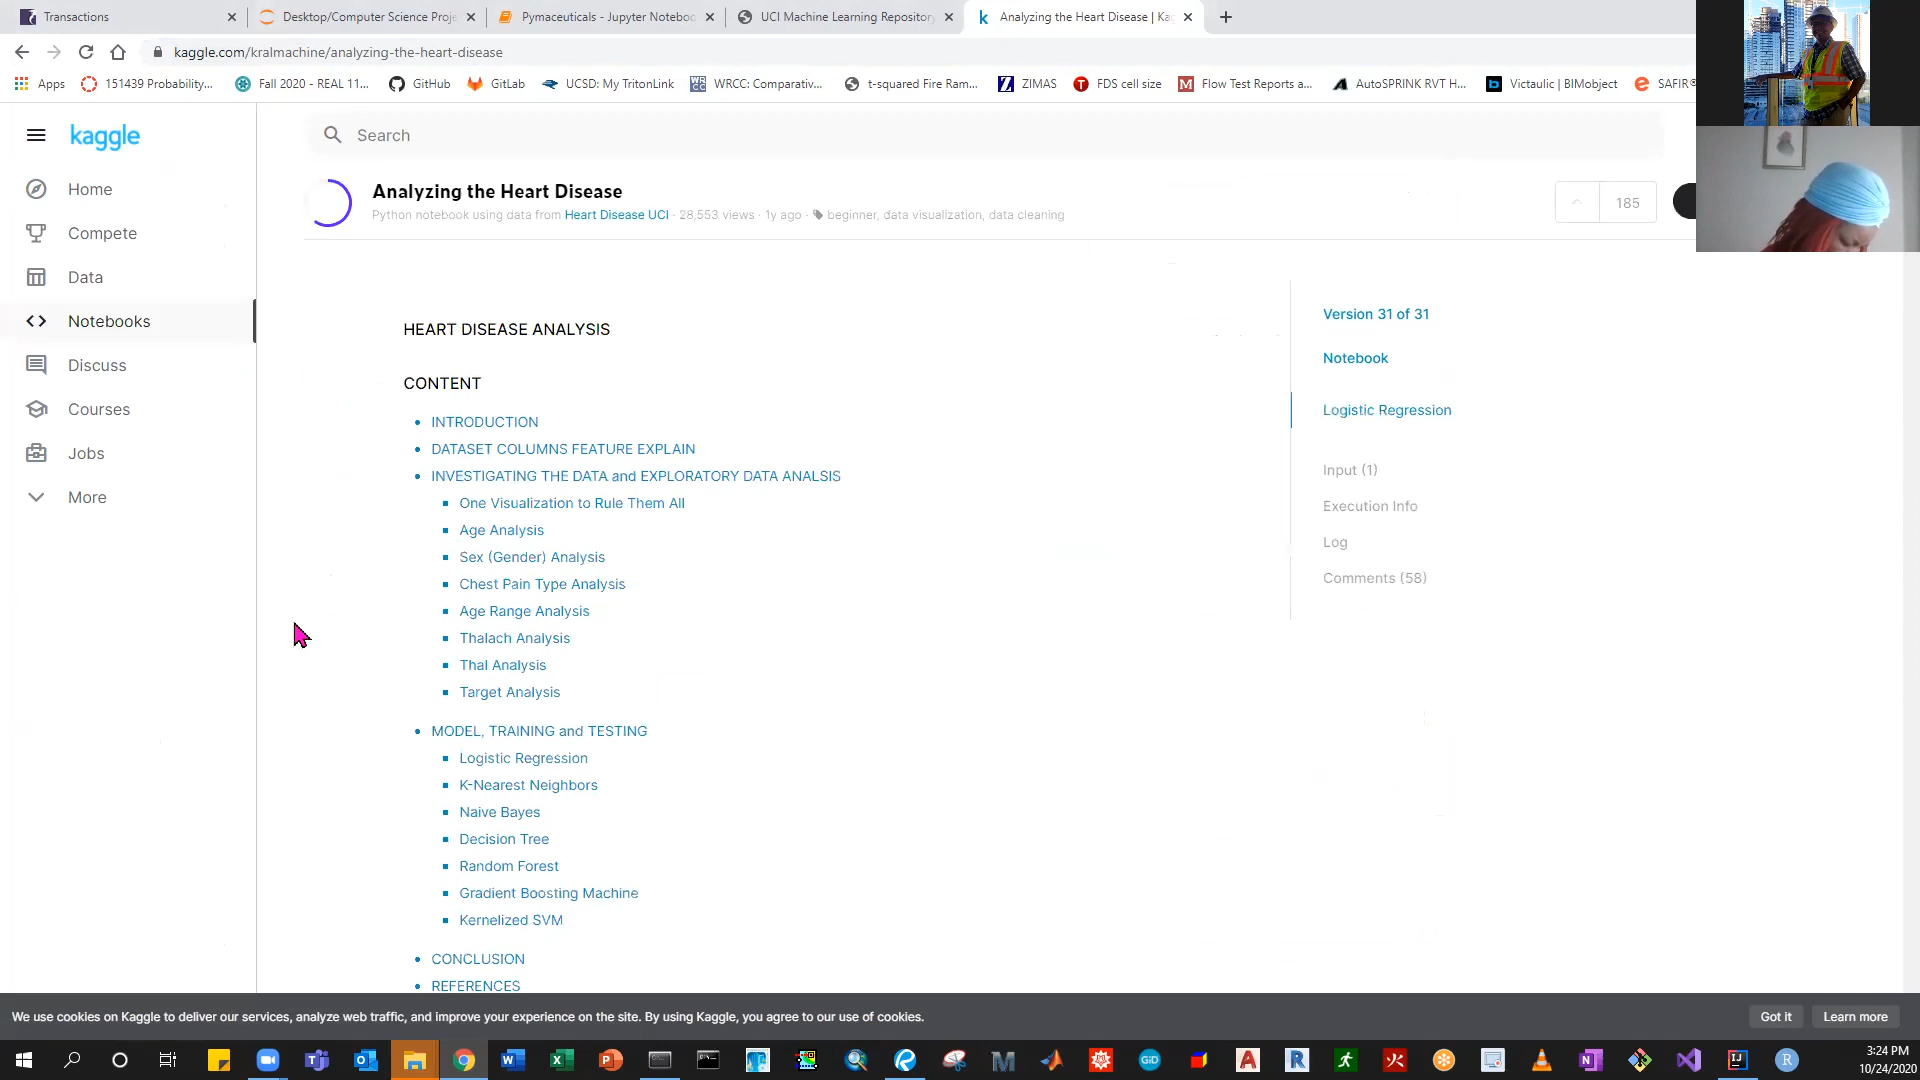 Transactions
Desktop/Computer Science Proje
Pymaceuticals - Jupyter Noteboo
UCI Machine Learning Repository
Analyzing the Heart Disease | Ka
kaggle.com/kralmachine/analyzing-the-heart-disease
Apps
151439 Probability...
Fall 2020 - REAL 11...
GitHub
GitLab
UCSD: My TritonLink
WRCC: Comparativ...
t-squared Fire Ram...
ZIMAS
FDS cell size
Flow Test Reports a...
AutoSPRINK RVT H...
Victaulic | BIMobject
SAFIR®
kaggle
Search
Home
Compete
Data
Notebooks
Discuss
Courses
Jobs
More
Analyzing the Heart Disease
Python notebook using data from Heart Disease UCI · 28,553 views · 1y ago · beginner, data visualization, data cleaning
185
HEART DISEASE ANALYSIS
CONTENT
INTRODUCTION
DATASET COLUMNS FEATURE EXPLAIN
INVESTIGATING THE DATA and EXPLORATORY DATA ANALSIS
One Visualization to Rule Them All
Age Analysis
Sex (Gender) Analysis
Chest Pain Type Analysis
Age Range Analysis
Thalach Analysis
Thal Analysis
Target Analysis
MODEL, TRAINING and TESTING
Logistic Regression
K-Nearest Neighbors
Naive Bayes
Decision Tree
Random Forest
Gradient Boosting Machine
Kernelized SVM
CONCLUSION
REFERENCES
Version 31 of 31
Notebook
Logistic Regression
Input (1)
Execution Info
Log
Comments (58)
We use cookies on Kaggle to deliver our services, analyze web traffic, and improve your experience on the site. By using Kaggle, you agree to our use of cookies.
Got it
Learn more
3:24 PM
10/24/2020